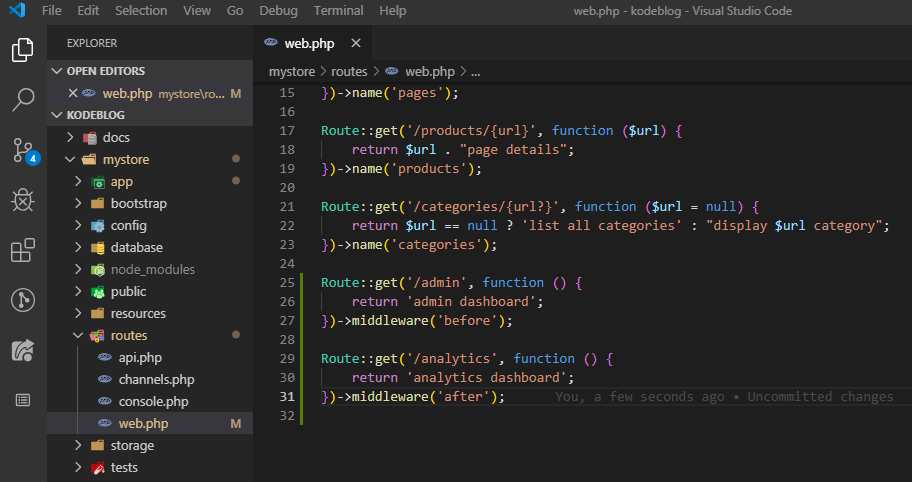 File Edit Selection View Go Debug Terminal Help web.php - kodeblog - Visual Studio Code
EXPLORER
OPEN EDITORS
web.php mystore\ro... M
KODEBLOG
docs
mystore
app
bootstrap
config
database
node_modules
public
resources
routes
api.php
channels.php
console.php
web.php M
storage
tests
4
web.php
mystore > routes > web.php > ...
15 })->name('pages');
16
17 Route::get('/products/{url}', function ($url) {
18     return $url . "page details";
19 })->name('products');
20
21 Route::get('/categories/{url?}', function ($url = null) {
22     return $url == null ? 'list all categories' : "display $url category";
23 })->name('categories');
24
25 Route::get('/admin', function () {
26     return 'admin dashboard';
27 })->middleware('before');
28
29 Route::get('/analytics', function () {
30     return 'analytics dashboard';
31 })->middleware('after'); You, a few seconds ago • Uncommitted changes
32